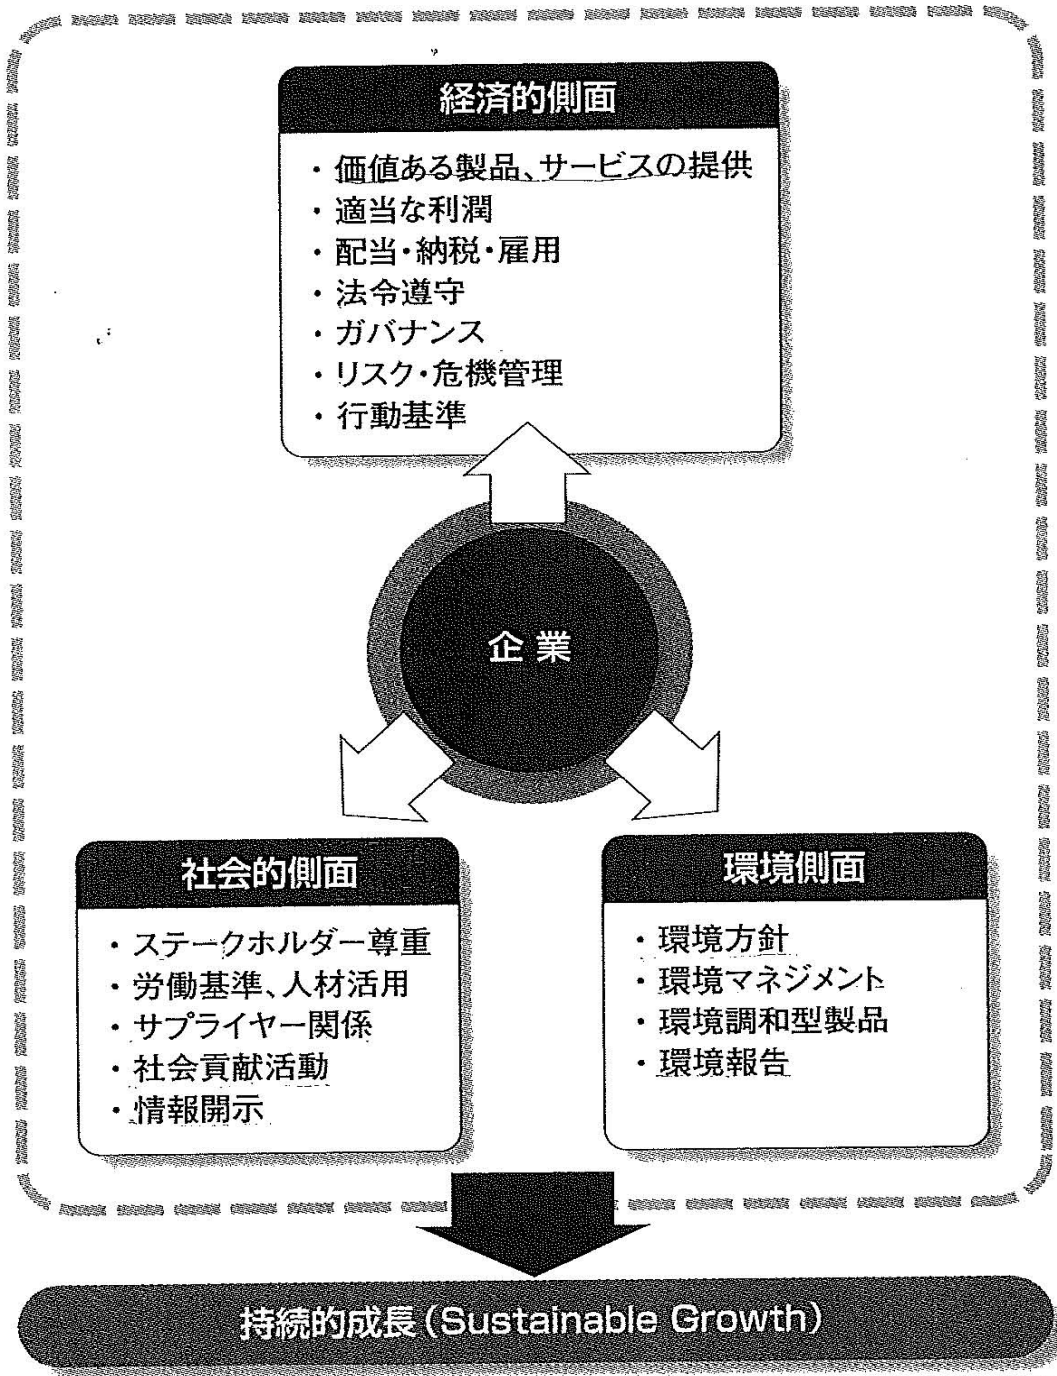 経済的側面
・価値ある製品、サービスの提供
・適当な利潤
・配当・納税・雇用
・法令遵守
・ガバナンス
・リスク・危機管理
・行動基準
企業
社会的側面
・ステークホルダー尊重
・労働基準、人材活用
・サプライヤー関係
・社会貢献活動
・情報開示
環境側面
・環境方針
・環境マネジメント
・環境調和型製品
・環境報告
持続的成長(Sustainable Growth)